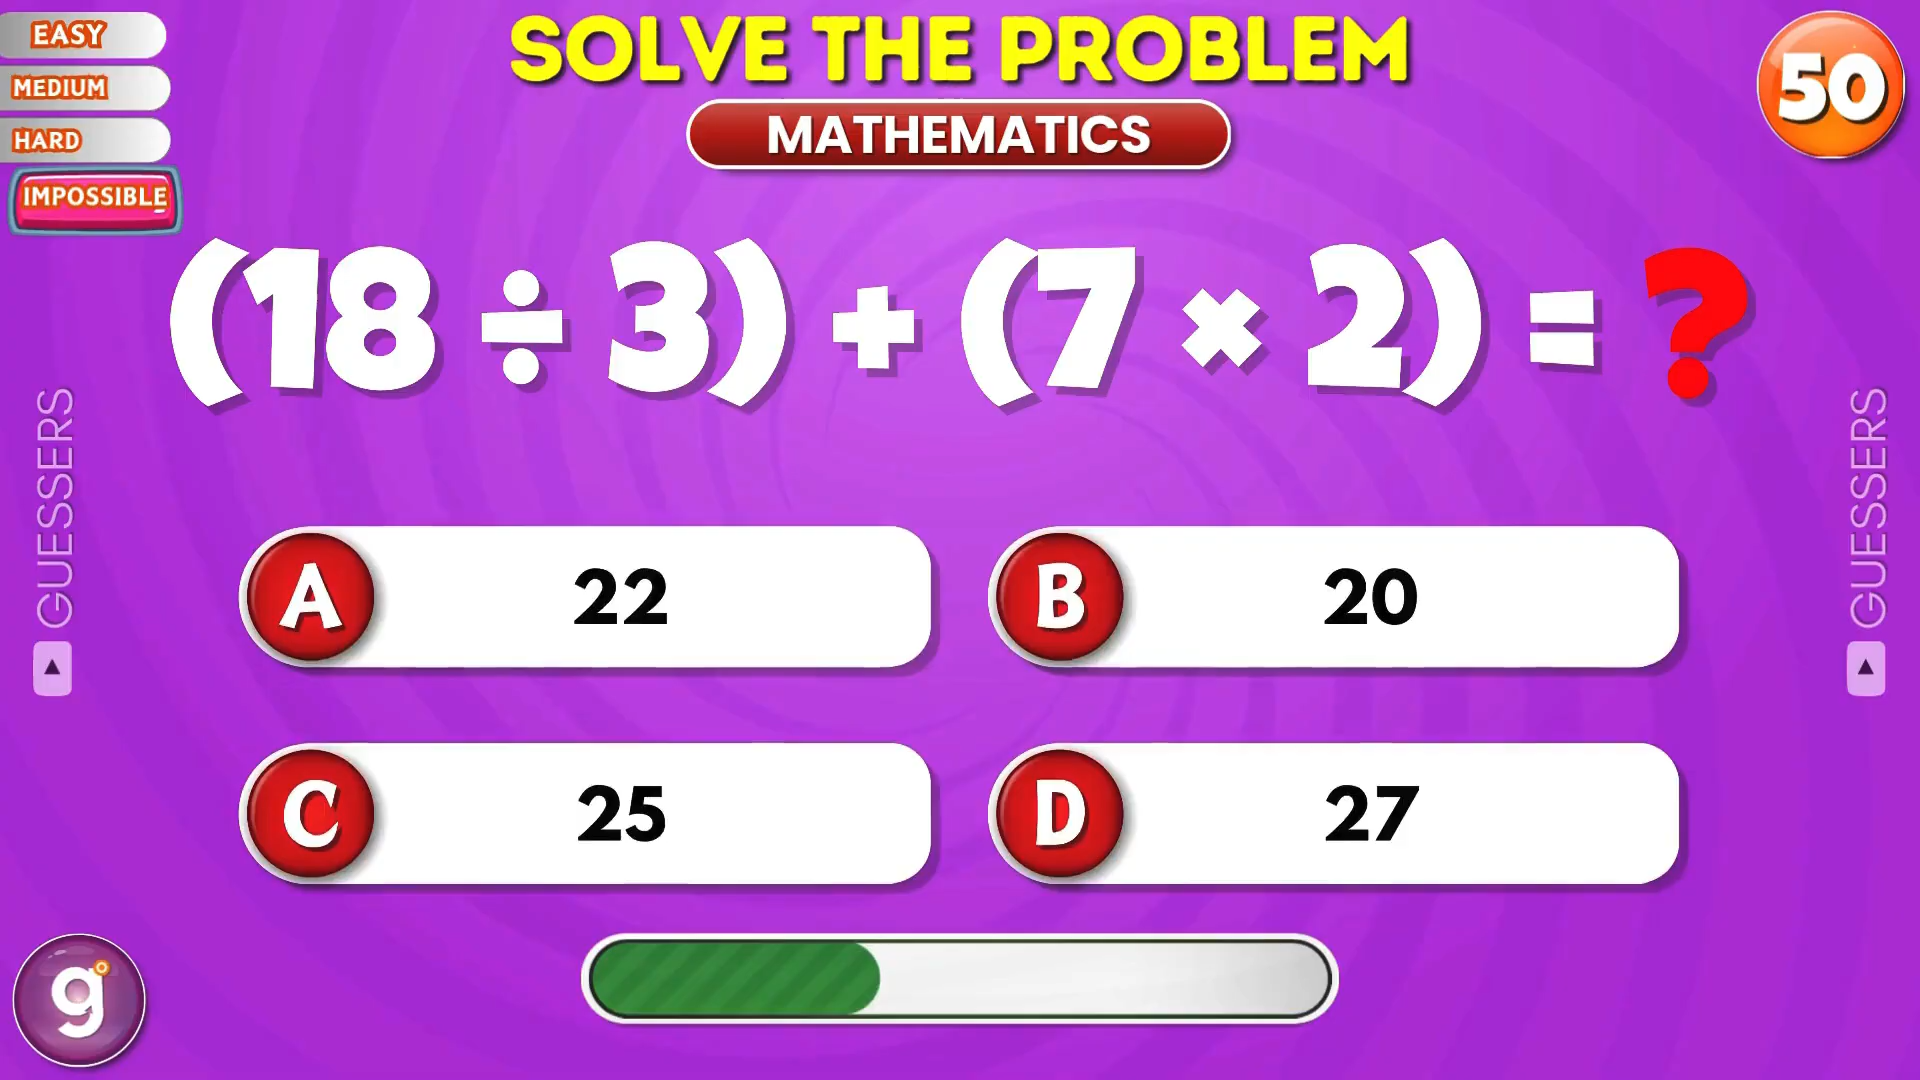 EASY
MEDIUM
HARD
IMPOSSIBLE
SOLVE THE PROBLEM
MATHEMATICS
50
(18 ÷ 3) + (7 × 2) = ?
GUESSERS
GUESSERS
A 22
B 20
C 25
D 27
g